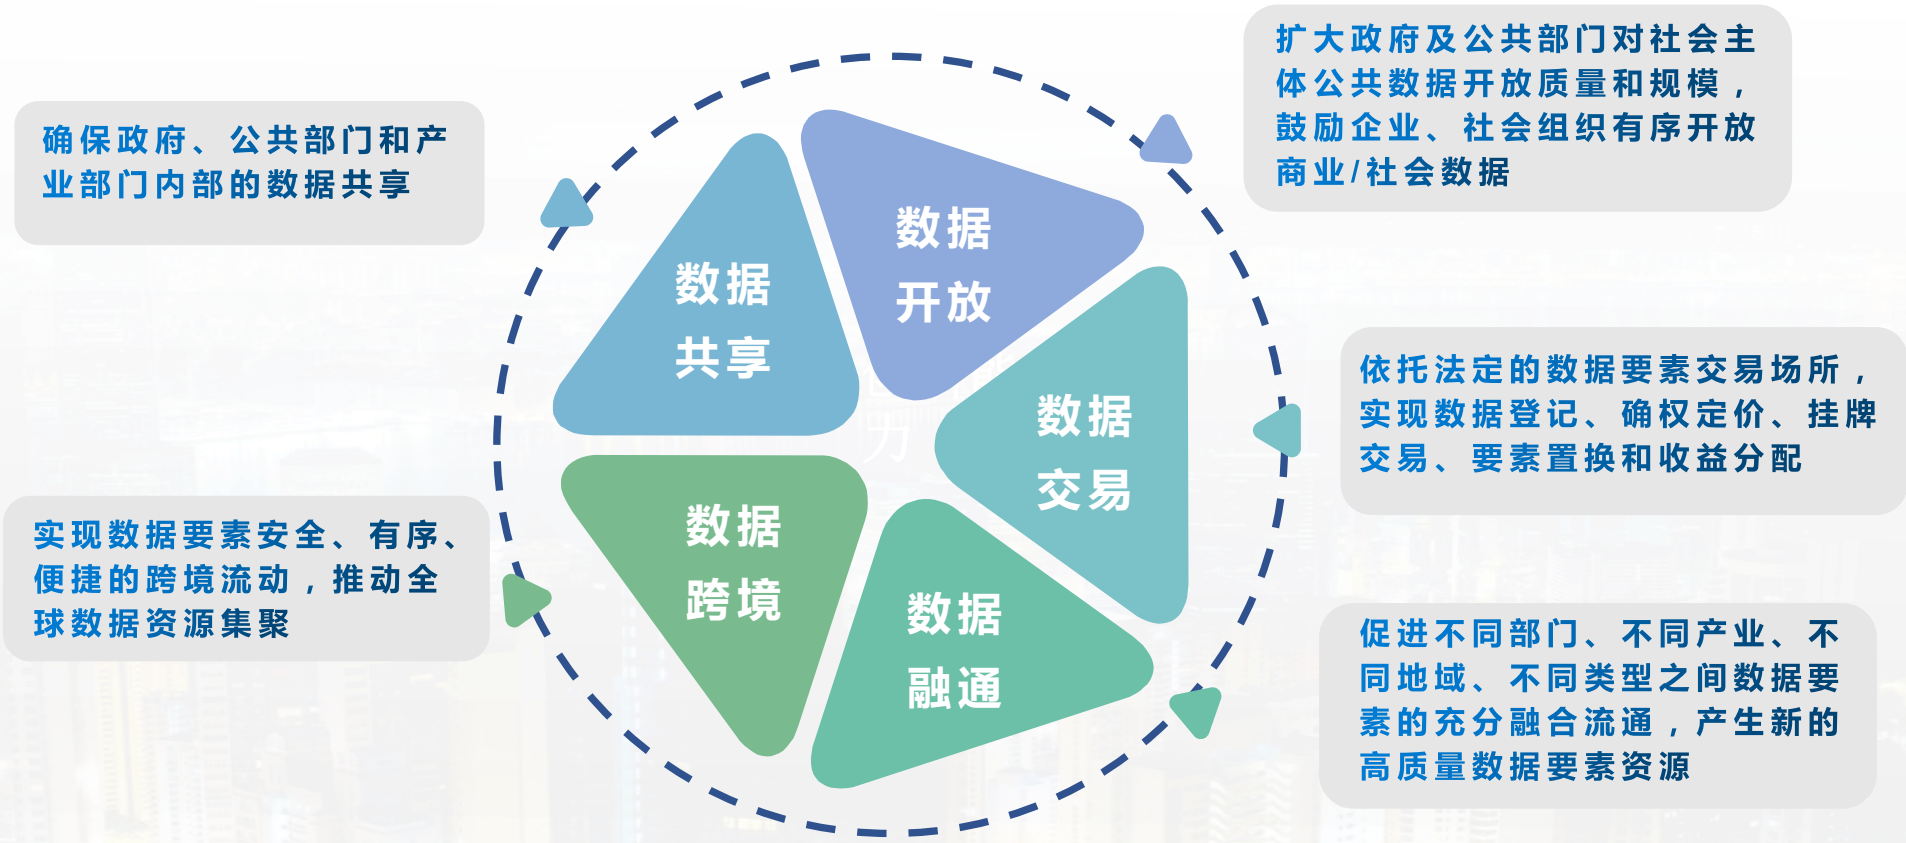 确保政府、公共部门和产
业部门内部的数据共享
数据
共享
数据
开放
扩大政府及公共部门对社会主
体公共数据开放质量和规模，
鼓励企业、社会组织有序开放
商业/社会数据
数据
交易
依托法定的数据要素交易场所，
实现数据登记、确权定价、挂牌
交易、要素置换和收益分配
数据
融通
促进不同部门、不同产业、不
同地域、不同类型之间数据要
素的充分融合流通，产生新的
高质量数据要素资源
数据
跨境
实现数据要素安全、有序、
便捷的跨境流动，推动全
球数据资源集聚